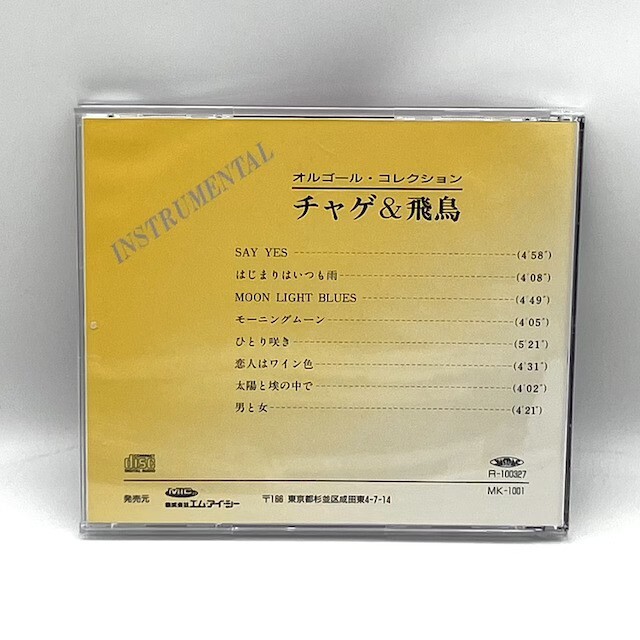 INSTRUMENTAL
オルゴール・コレクション
チャゲ&飛鳥
SAY YES (4'58")
はじまりはいつも雨 (4'08")
MOON LIGHT BLUES (4'49")
モーニングムーン (4'05")
ひとり咲き (5'21")
恋人はワイン色 (4'31")
太陽と埃の中で (4'02")
男と女 (4'21")
disc
R-100327
MK-1001
発売元 MIC 株式会社エム・アイ・シー 〒166 東京都杉並区成田東4-7-14